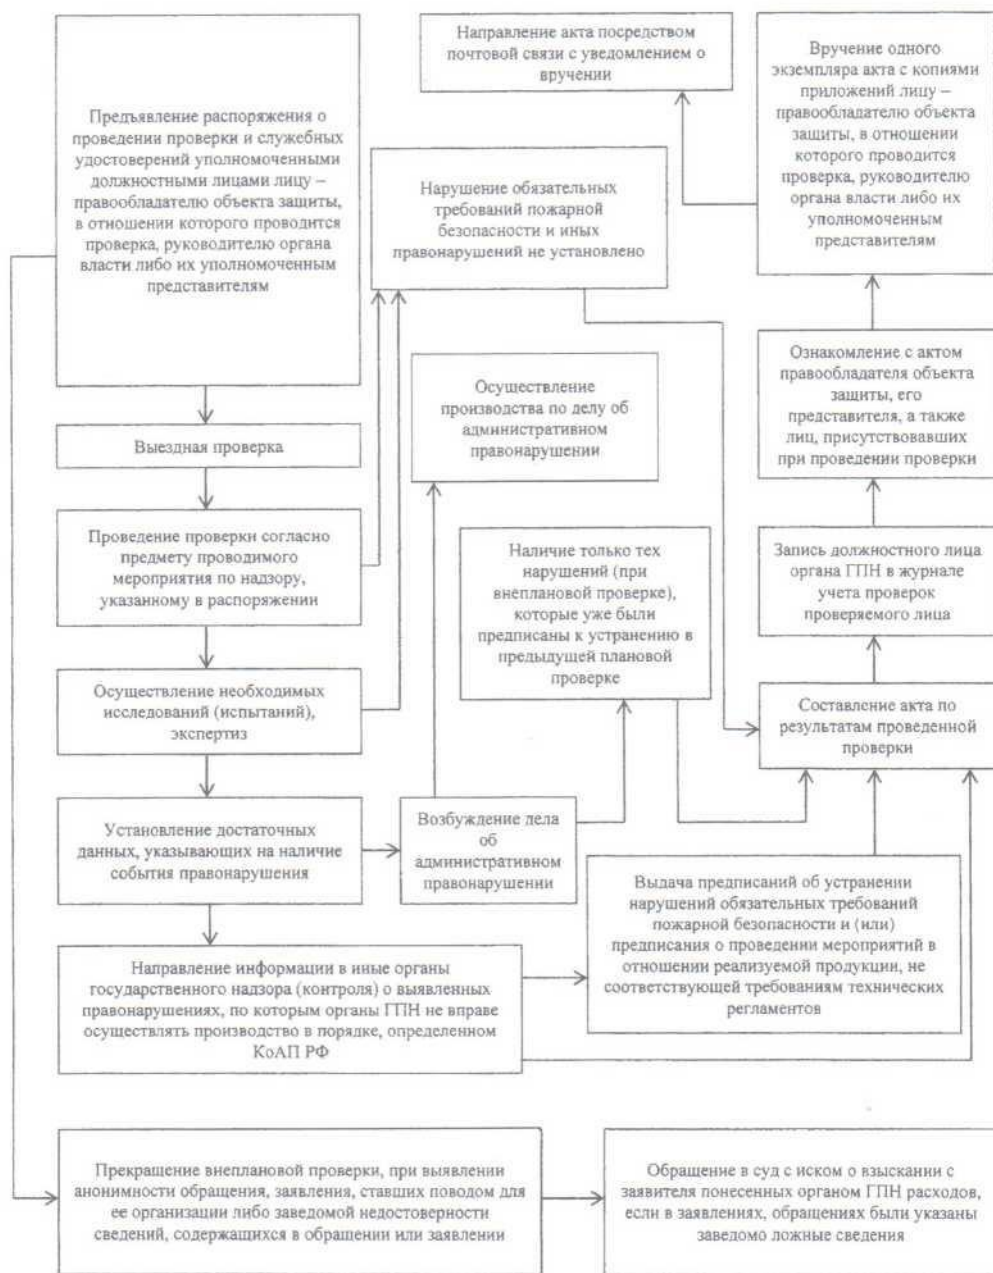 Предъявление распоряжения о
проведении проверки и служебных
удостоверений уполномоченными
должностными лицами лицу –
правообладателю объекта защиты,
в отношении которого проводится
проверка, руководителю органа
власти либо их уполномоченным
представителям
Выездная проверка
Проведение проверки согласно
предмету проводимого
мероприятия по надзору,
указанному в распоряжении
Осуществление необходимых
исследований (испытаний),
экспертиз
Установление достаточных
данных, указывающих на наличие
события правонарушения
Направление информации в иные органы
государственного надзора (контроля) о выявленных
правонарушениях, по которым органы ГПН не вправе
осуществлять производство в порядке, определенном
КоАП РФ
Прекращение внеплановой проверки, при выявлении
анонимности обращения, заявления, ставших поводом для
ее организации либо заведомой недостоверности
сведений, содержащихся в обращении или заявлении
Направление акта посредством
почтовой связи с уведомлением о
вручении
Нарушение обязательных
требований пожарной
безопасности и иных
правонарушений не установлено
Осуществление
производства по делу об
административном
правонарушении
Наличие только тех
нарушений (при
внеплановой проверке),
которые уже были
предписаны к устранению в
предыдущей плановой
проверке
Возбуждение дела
об
административном
правонарушении
Вручение одного
экземпляра акта с копиями
приложений лицу –
правообладателю объекта
защиты, в отношении
которого проводится
проверка, руководителю
органа власти либо их
уполномоченным
представителям
Ознакомление с актом
правообладателя объекта
защиты, его
представителя, а также
лиц, присутствовавших
при проведении проверки
Запись должностного лица
органа ГПН в журнале
учета проверок
проверяемого лица
Составление акта по
результатам проведенной
проверки
Выдача предписаний об устранении
нарушений обязательных требований
пожарной безопасности и (или)
предписания о проведении мероприятий в
отношении реализуемой продукции, не
соответствующей требованиям технических
регламентов
Обращение в суд с иском о взыскании с
заявителя понесенных органом ГПН расходов,
если в заявлениях, обращениях были указаны
заведомо ложные сведения